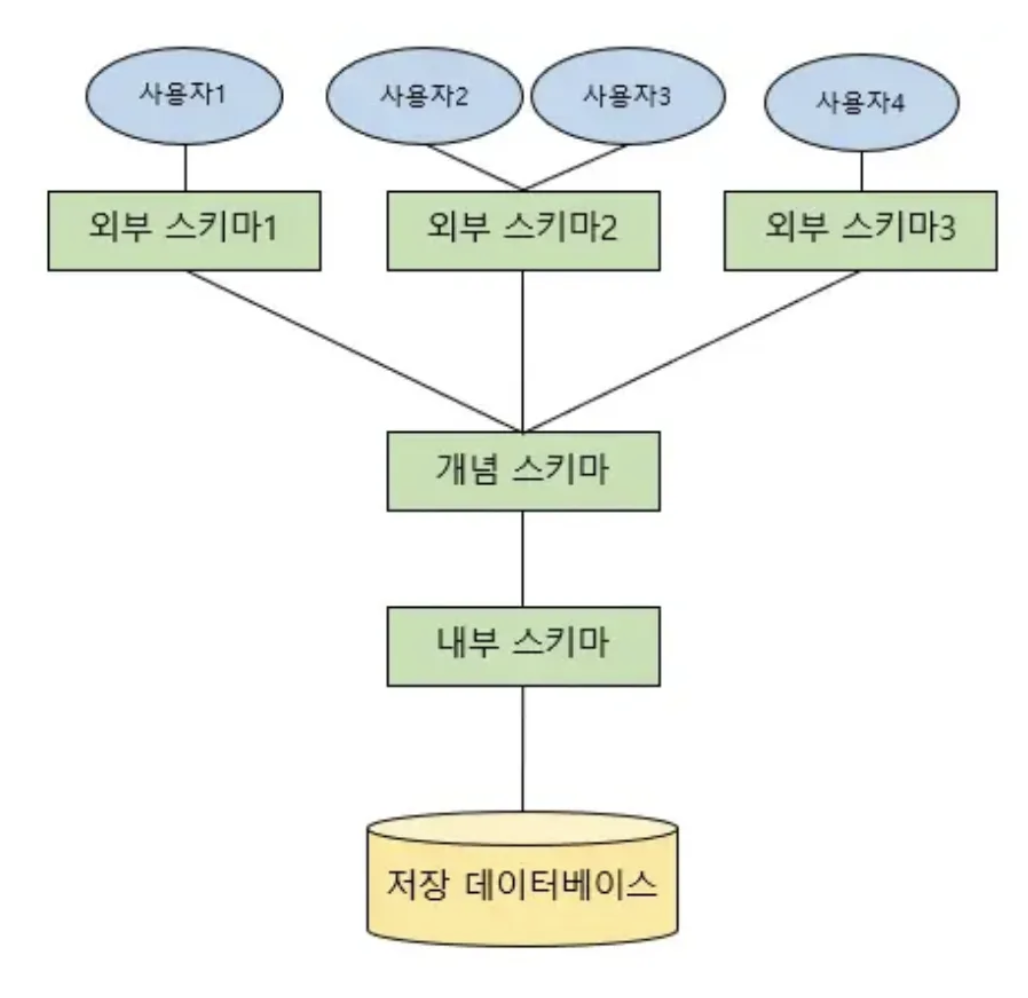 사용자1
사용자2
사용자3
사용자4
외부 스키마1
외부 스키마2
외부 스키마3
개념 스키마
내부 스키마
저장 데이터베이스